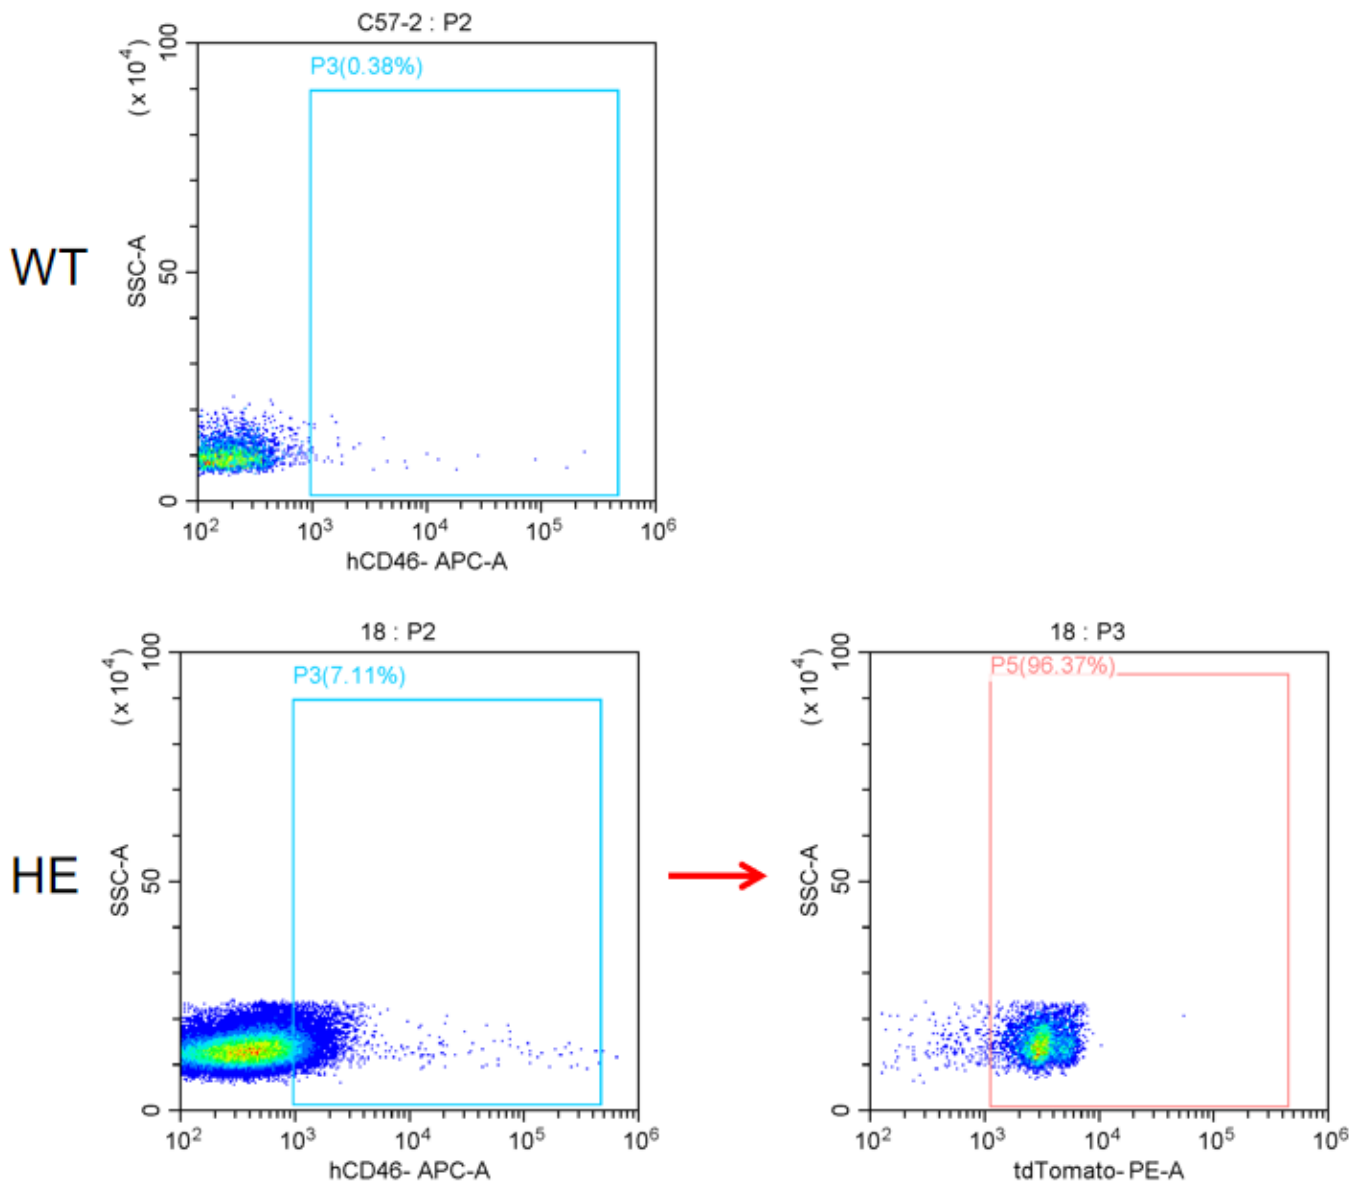 C57-2 : P2
P3(0.38%)
(x 10⁴)
SSC-A
100
50
0
10² 10³ 10⁴ 10⁵ 10⁶
hCD46- APC-A
WT
18 : P2
P3(7.11%)
(x 10⁴)
SSC-A
100
50
0
10² 10³ 10⁴ 10⁵ 10⁶
hCD46- APC-A
HE
18 : P3
P5(96.37%)
(x 10⁴)
SSC-A
100
50
0
10² 10³ 10⁴ 10⁵ 10⁶
tdTomato- PE-A